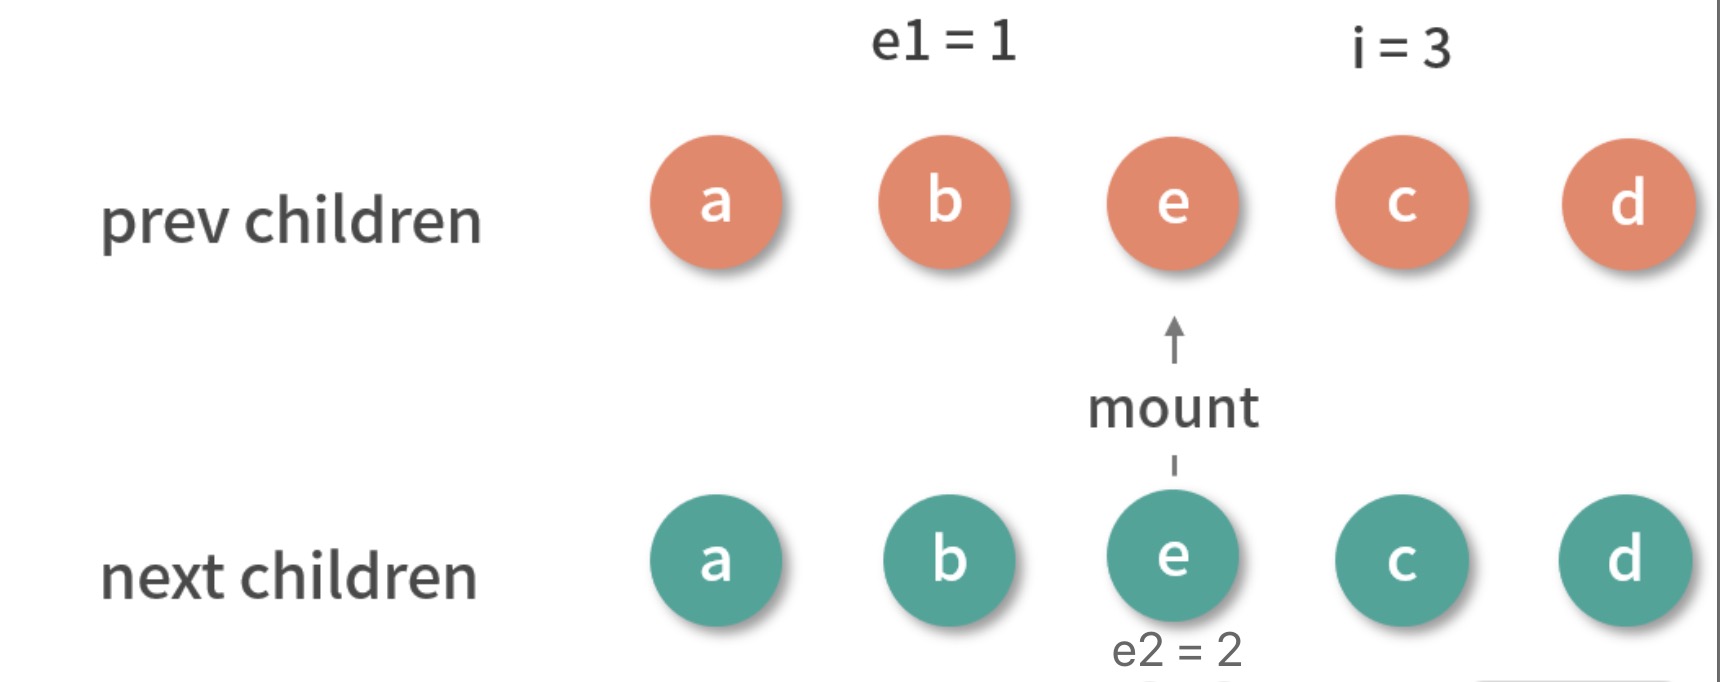 e1 = 1 i = 3
prev children a b e c d
mount
next children a b e c d
e2 = 2